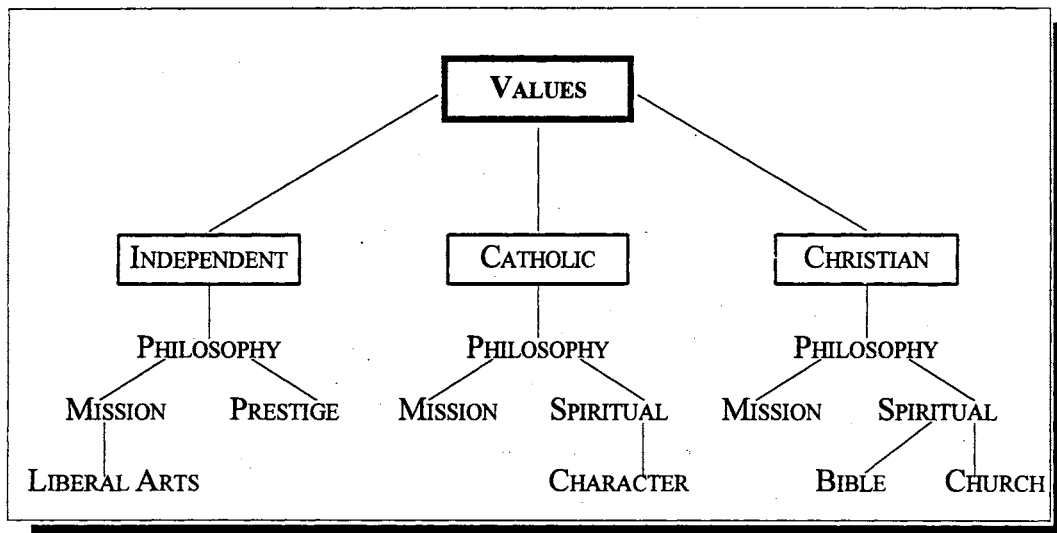 VALUES
INDEPENDENT CATHOLIC CHRISTIAN
PHILOSOPHY PHILOSOPHY PHILOSOPHY
MISSION PRESTIGE MISSION SPIRITUAL MISSION SPIRITUAL
LIBERAL ARTS CHARACTER BIBLE CHURCH